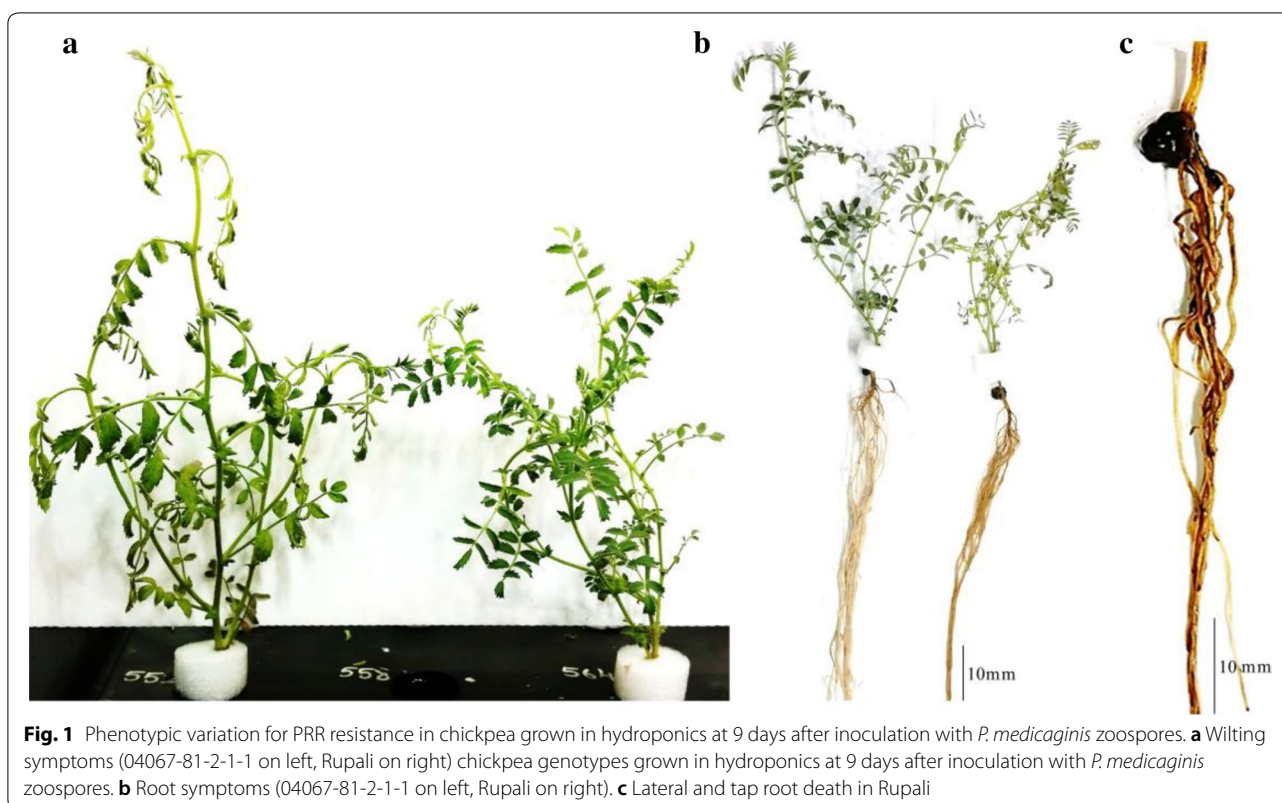 a
b
c
558
10mm
10mm
Fig. 1 Phenotypic variation for PRR resistance in chickpea grown in hydroponics at 9 days after inoculation with P. medicaginis zoospores. a Wilting
symptoms (04067-81-2-1-1 on left, Rupali on right) chickpea genotypes grown in hydroponics at 9 days after inoculation with P. medicaginis
zoospores. b Root symptoms (04067-81-2-1-1 on left, Rupali on right). c Lateral and tap root death in Rupali